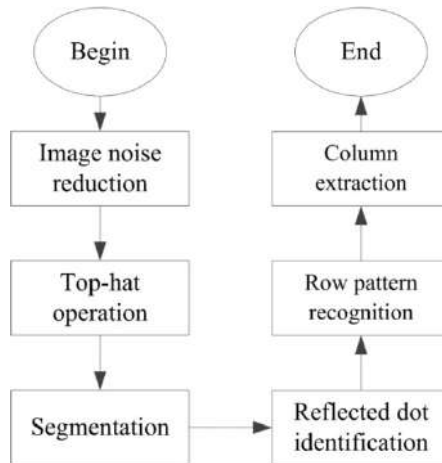 Begin
Image noise
reduction
Top-hat
operation
Segmentation
Reflected dot
identification
Row pattern
recognition
Column
extraction
End